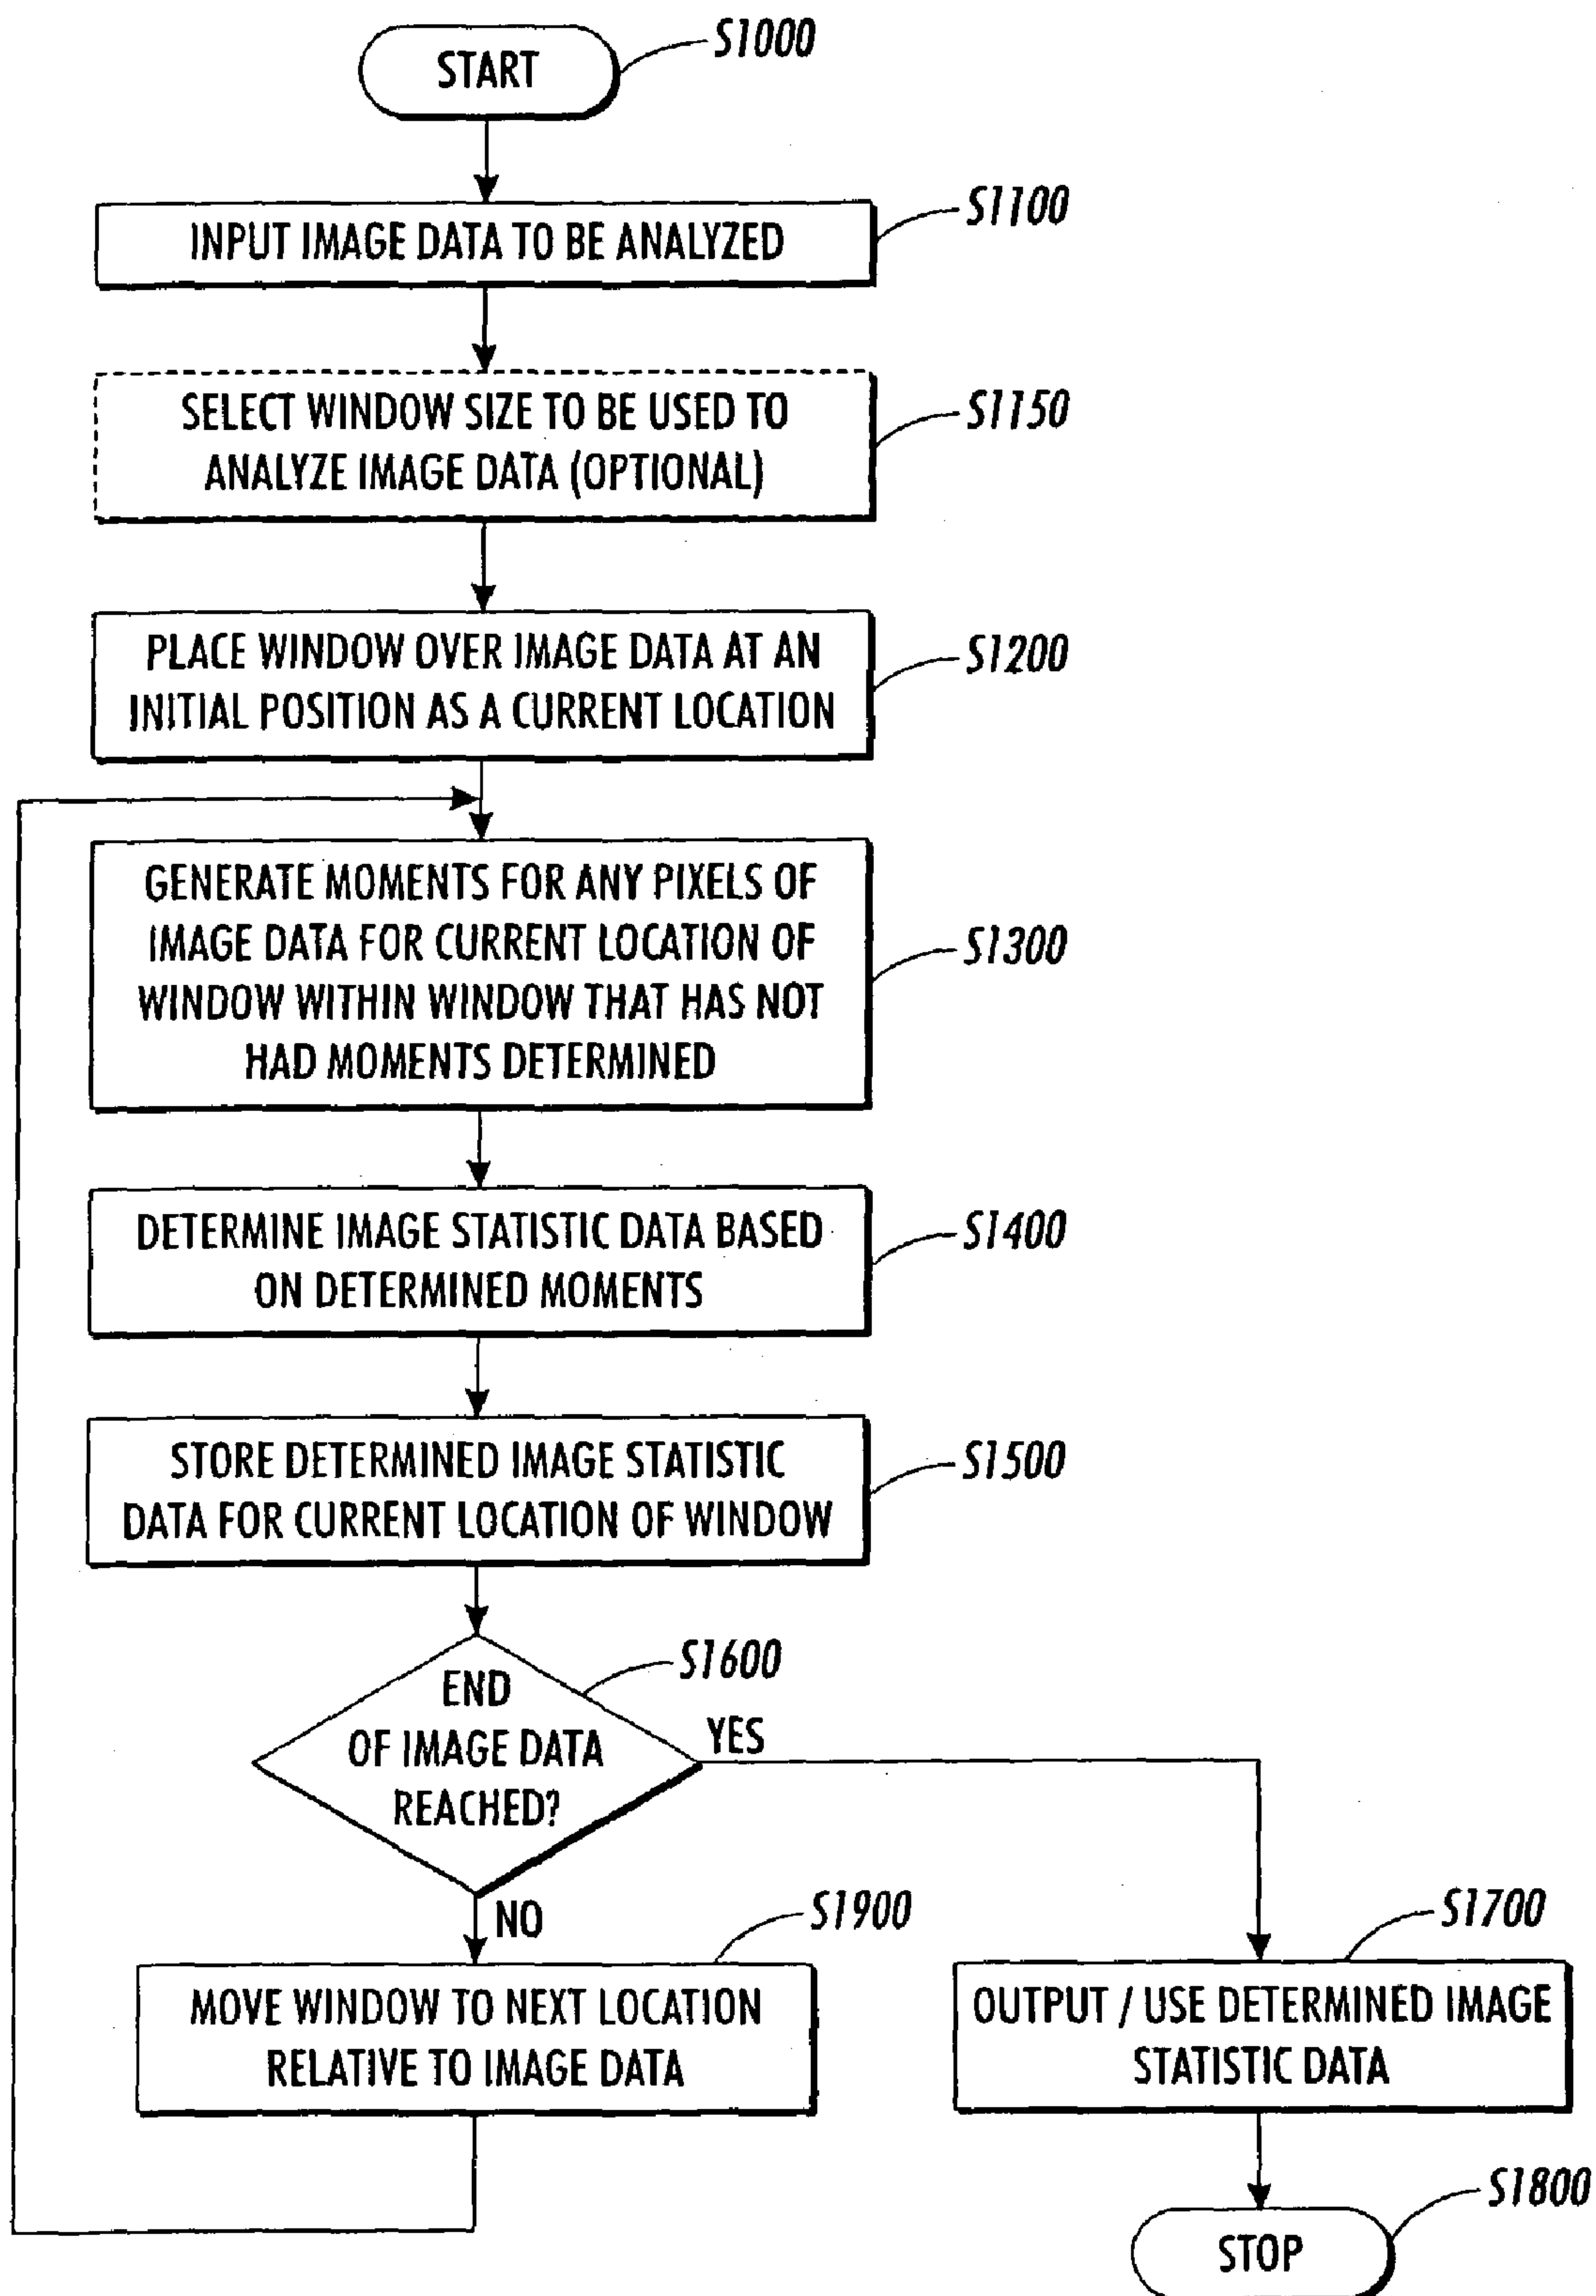 START
S1000
INPUT IMAGE DATA TO BE ANALYZED
S1100
SELECT WINDOW SIZE TO BE USED TO
ANALYZE IMAGE DATA (OPTIONAL)
S1150
PLACE WINDOW OVER IMAGE DATA AT AN
INITIAL POSITION AS A CURRENT LOCATION
S1200
GENERATE MOMENTS FOR ANY PIXELS OF
IMAGE DATA FOR CURRENT LOCATION OF
WINDOW WITHIN WINDOW THAT HAS NOT
HAD MOMENTS DETERMINED
S1300
DETERMINE IMAGE STATISTIC DATA BASED
ON DETERMINED MOMENTS
S1400
STORE DETERMINED IMAGE STATISTIC
DATA FOR CURRENT LOCATION OF WINDOW
S1500
END
OF IMAGE DATA
REACHED?
S1600
YES
NO
MOVE WINDOW TO NEXT LOCATION
RELATIVE TO IMAGE DATA
S1900
OUTPUT / USE DETERMINED IMAGE
STATISTIC DATA
S1700
STOP
S1800